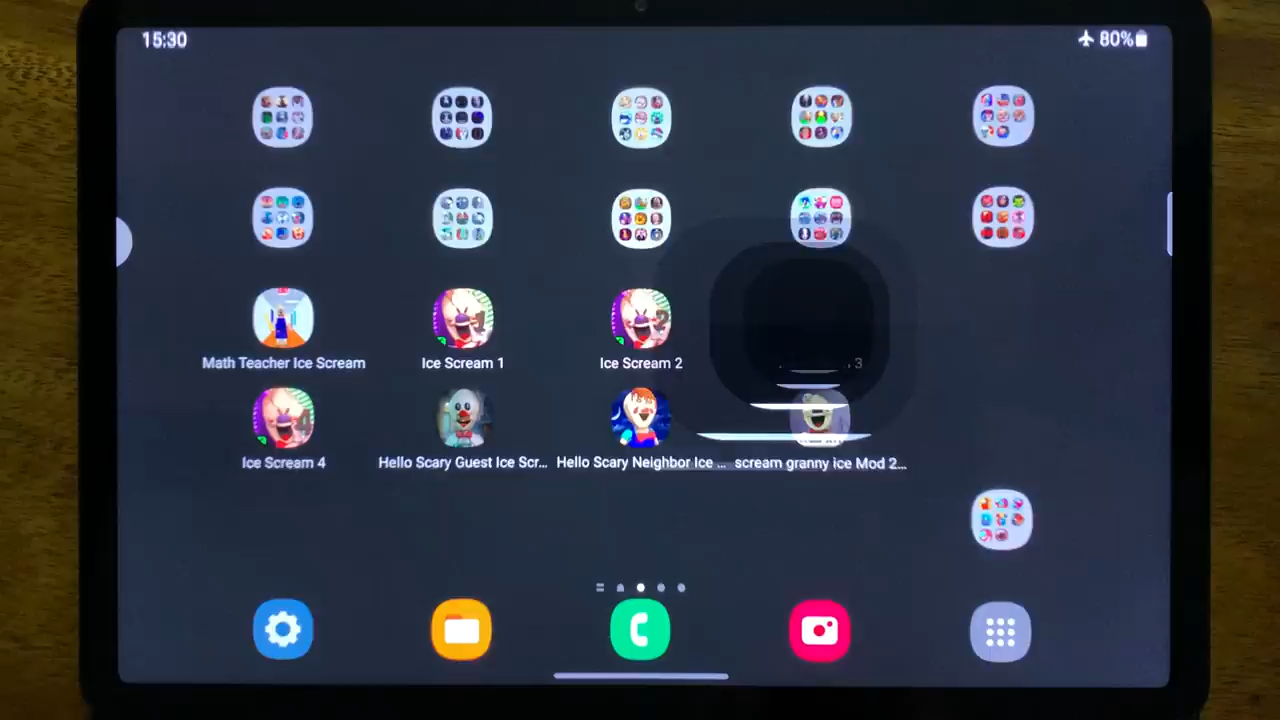 15:30
80%
Math Teacher Ice Scream
Ice Scream 1
Ice Scream 2
3
Ice Scream 4
Hello Scary Guest Ice Scr...
Hello Scary Neighbor Ice ...
scream granny ice Mod 2...